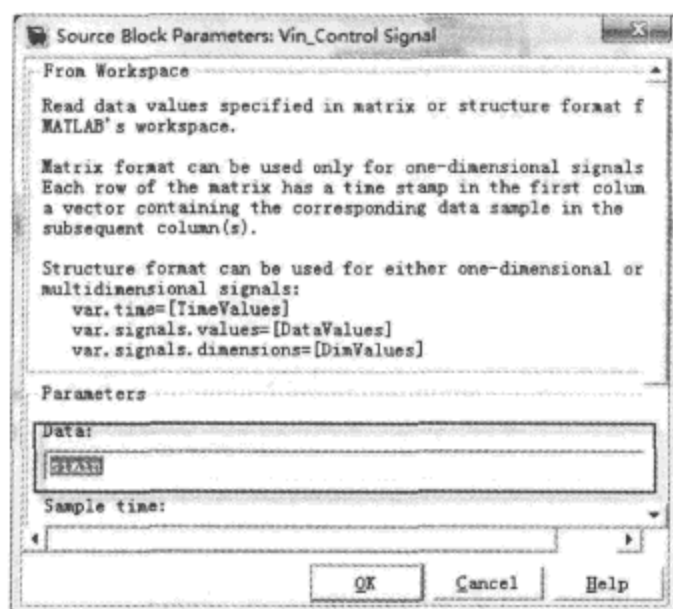 Source Block Parameters: Vin_Control Signal
From Workspace
Read data values specified in matrix or structure format f
MATLAB's workspace.
Matrix format can be used only for one-dimensional signals
Each row of the matrix has a time stamp in the first colum
a vector containing the corresponding data sample in the
subsequent column(s).
Structure format can be used for either one-dimensional or
multidimensional signals:
var.time=[TimeValues]
var.signals.values=[DataValues]
var.signals.dimensions=[DimValues]
Parameters
Data:
Sample time:
OK Cancel Help